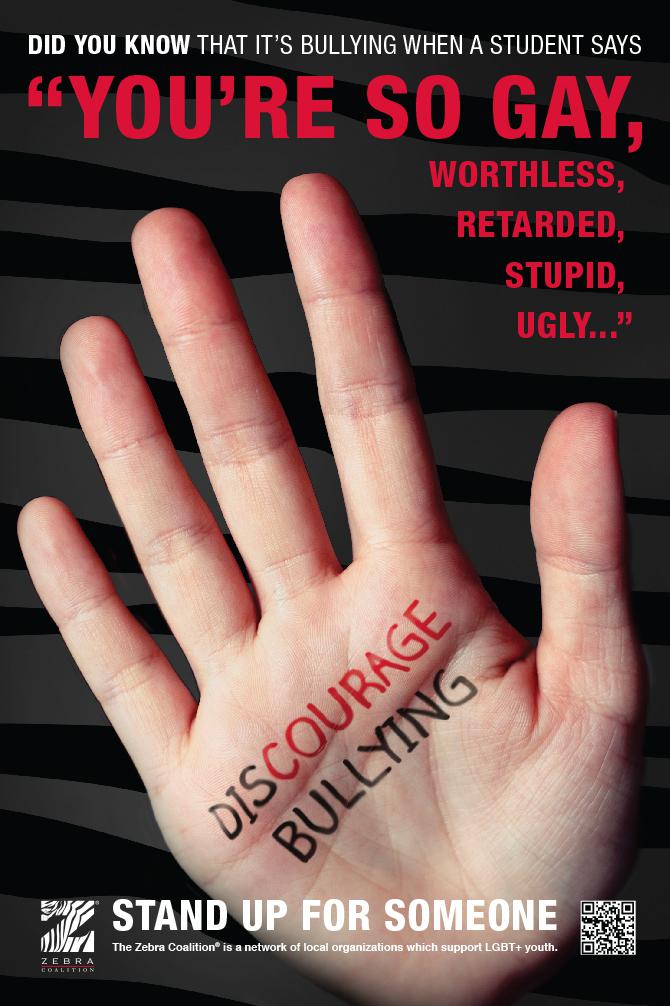 DID YOU KNOW THAT IT'S BULLYING WHEN A STUDENT SAYS
“YOU'RE SO GAY,
WORTHLESS,
RETARDED,
STUPID,
UGLY...”
DISCOURAGE
BULLYING
STAND UP FOR SOMEONE
The Zebra Coalition® is a network of local organizations which support LGBT+ youth.
ZEBRA
COALITION